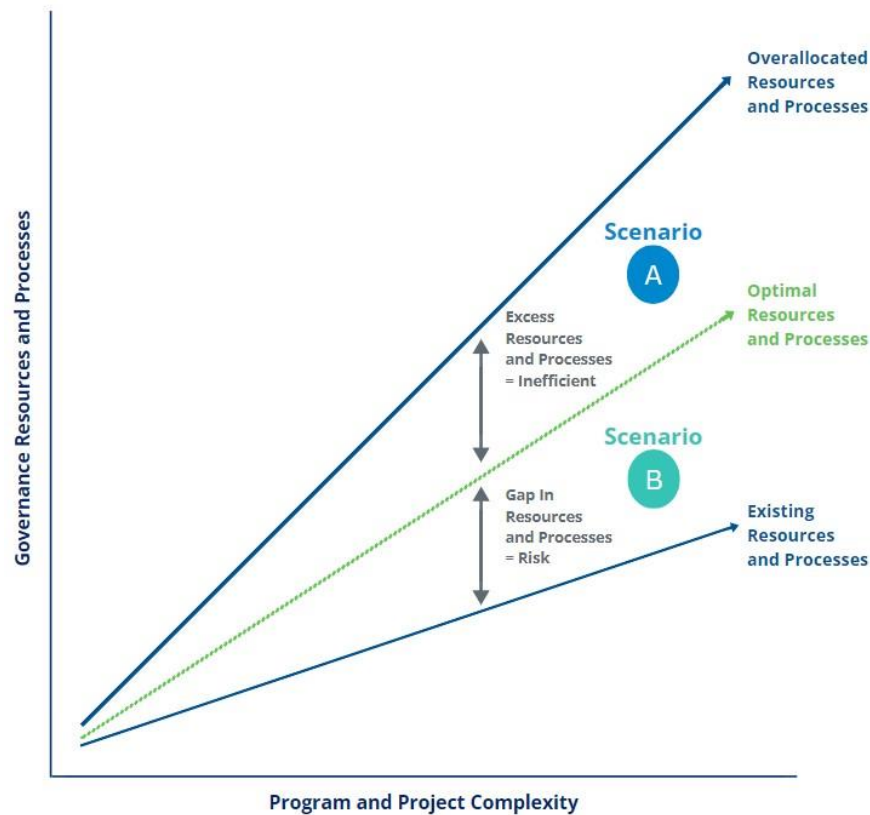 Overallocated
Resources
and Processes
Scenario
A
Optimal
Resources
and Processes
Excess
Resources
and Processes
= Inefficient
Scenario
B
Gap In
Resources
and Processes
= Risk
Existing
Resources
and Processes
Governance Resources and Processes
Program and Project Complexity